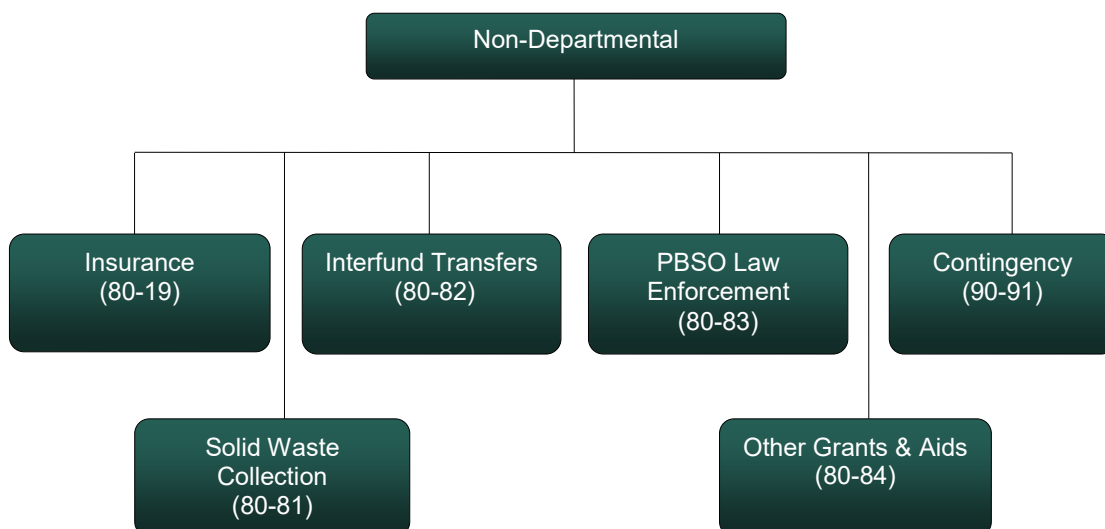 Non-Departmental
Insurance
(80-19)
Interfund Transfers
(80-82)
PBSO Law
Enforcement
(80-83)
Contingency
(90-91)
Solid Waste
Collection
(80-81)
Other Grants & Aids
(80-84)